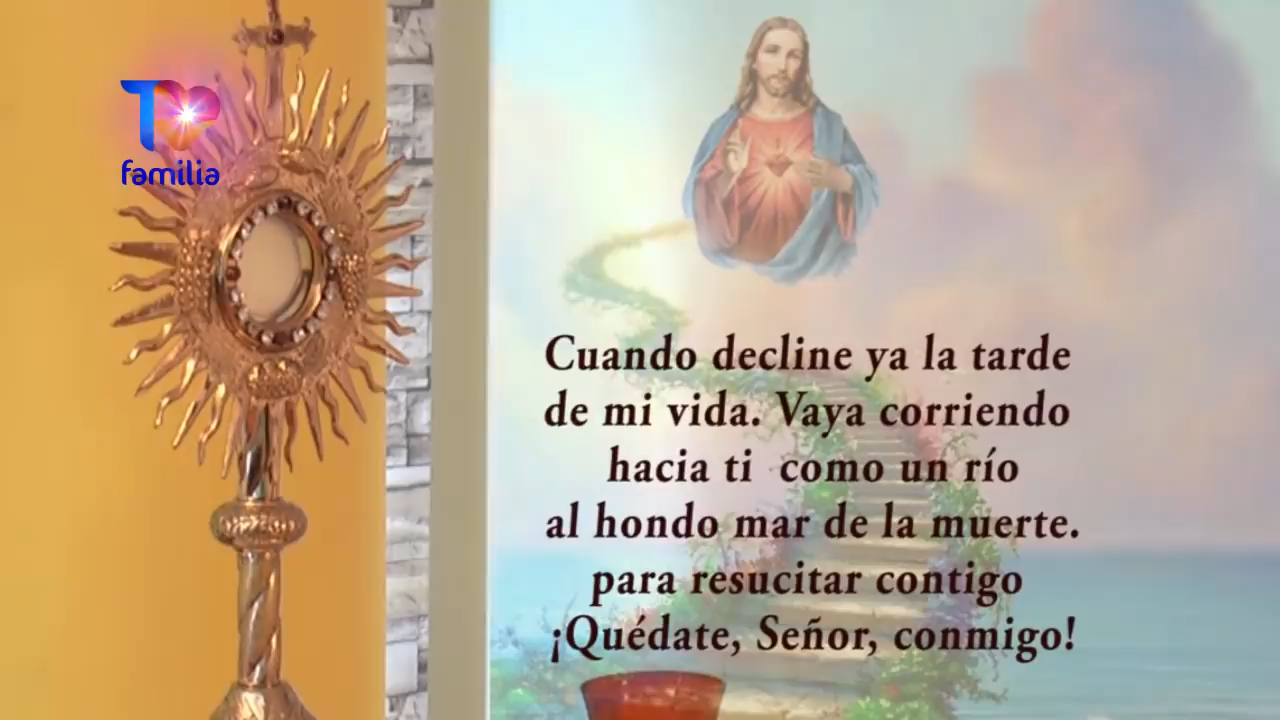 T
familia
Cuando decline ya la tarde
de mi vida. Vaya corriendo
hacia ti como un río
al hondo mar de la muerte.
para resucitar contigo
¡Quédate, Señor, conmigo!